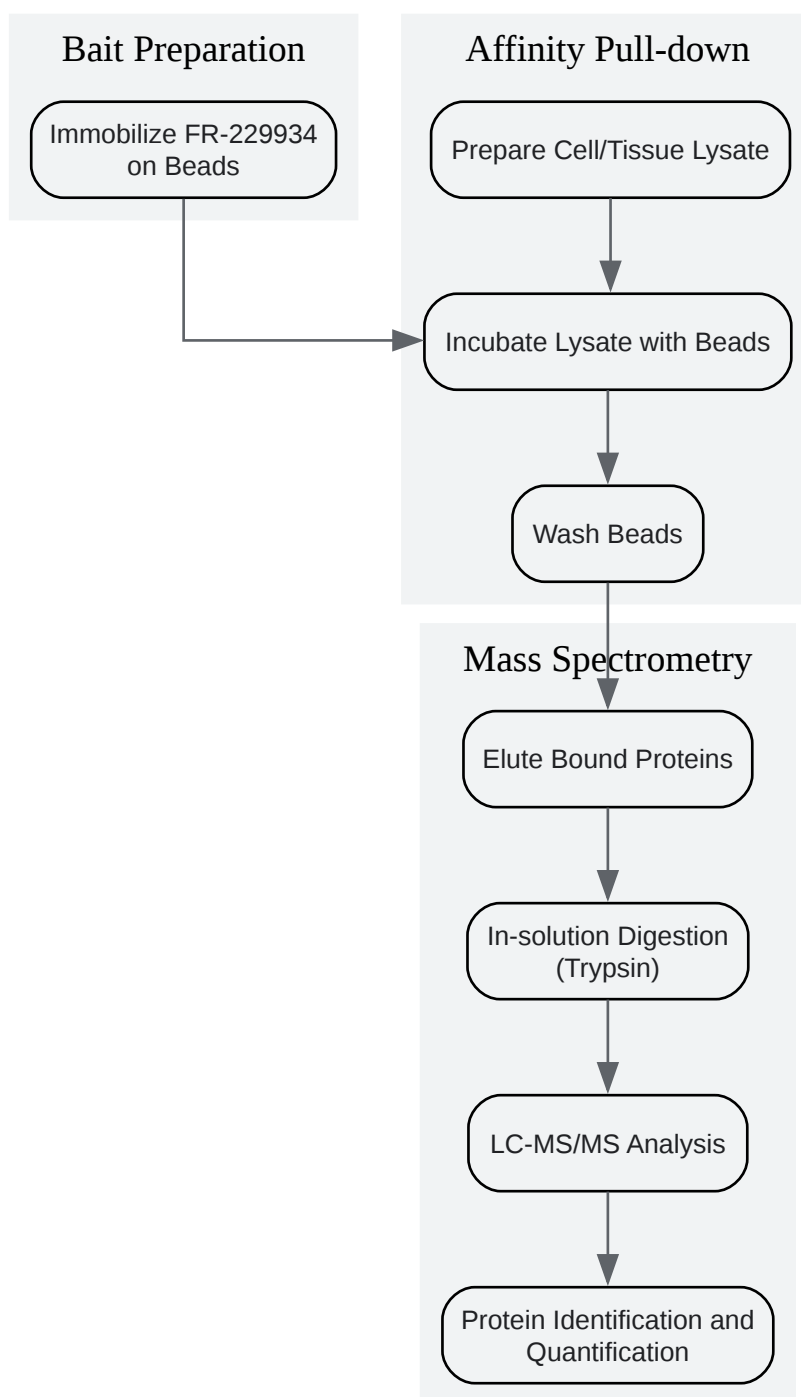 Bait Preparation
Immobilize FR-229934
on Beads
Affinity Pull-down
Prepare Cell/Tissue Lysate
Incubate Lysate with Beads
Wash Beads
Mass Spectrometry
Elute Bound Proteins
In-solution Digestion
(Trypsin)
LC-MS/MS Analysis
Protein Identification and
Quantification